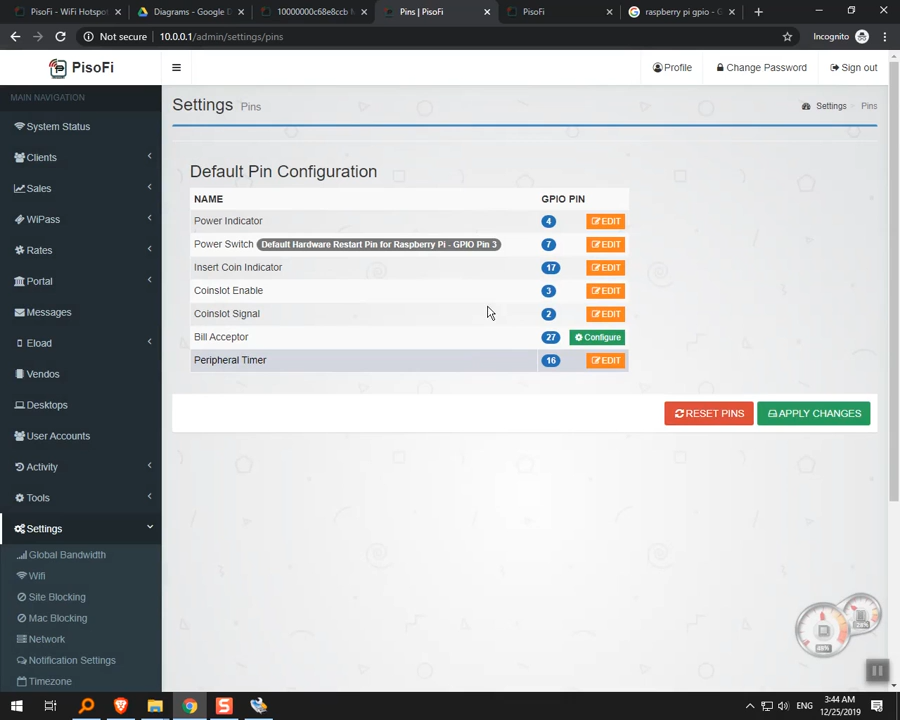 PisoFi - WiFi Hotspo
Diagrams - Google D
10000000c68e8ccb
Pins | PisoFi
PisoFi
raspberry pi gpio - G
Not secure | 10.0.0.1/admin/settings/pins
Incognito
PisoFi
Profile
Change Password
Sign out
MAIN NAVIGATION
System Status
Clients
Sales
WiPass
Rates
Portal
Messages
Eload
Vendos
Desktops
User Accounts
Activity
Tools
Settings
Global Bandwidth
Wifi
Site Blocking
Mac Blocking
Network
Notification Settings
Timezone
Settings Pins
Settings Pins
Default Pin Configuration
NAME GPIO PIN
Power Indicator 4 EDIT
Power Switch Default Hardware Restart Pin for Raspberry Pi - GPIO Pin 3 7 EDIT
Insert Coin Indicator 17 EDIT
Coinslot Enable 3 EDIT
Coinslot Signal 2 EDIT
Bill Acceptor 27 Configure
Peripheral Timer 16 EDIT
RESET PINS APPLY CHANGES
ENG
3:44 AM
12/25/2019